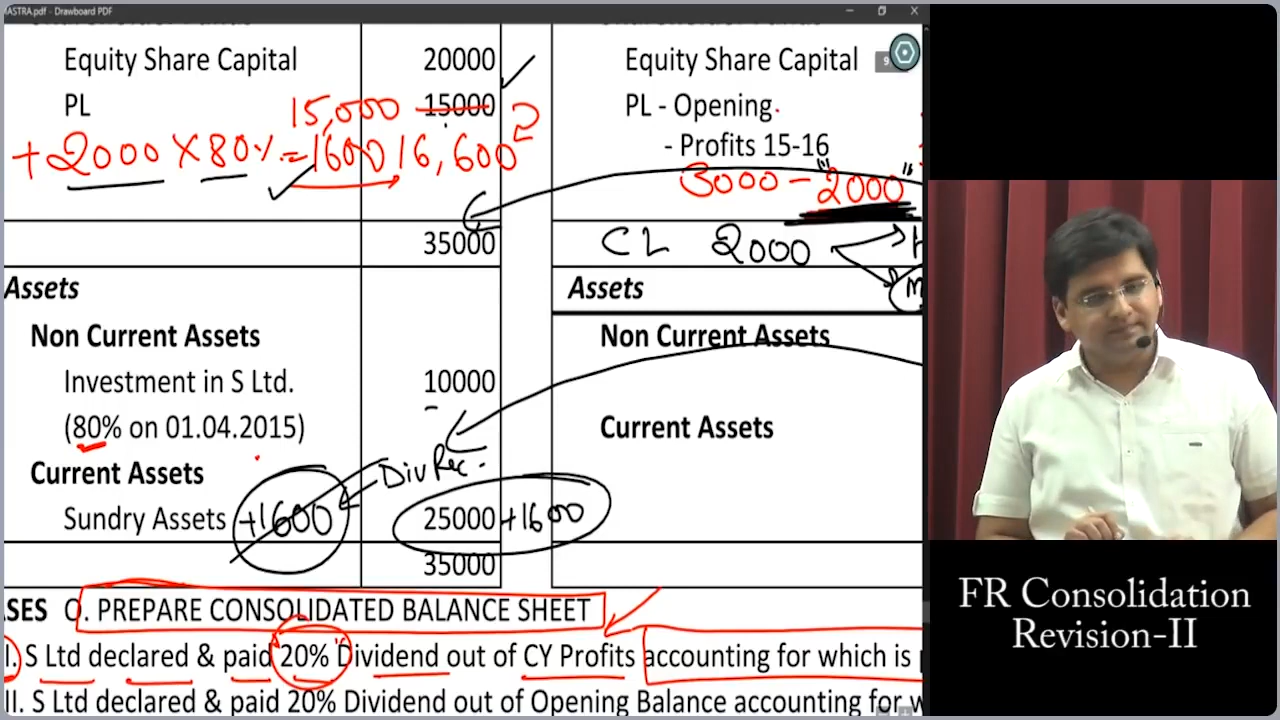 IASTRA.pdf - Drawboard PDF
Equity Share Capital 20000
PL 15,000 15000
+2000 × 80% = 1600 16,600
35000
Assets
Non Current Assets
Investment in S Ltd. 10000
(80% on 01.04.2015)
Current Assets
Div Rec.
Sundry Assets +1600 25000 +1600
35000
9
Equity Share Capital
PL - Opening
- Profits 15-16
3000 - "2000"
CL 2000
Assets
Non Current Assets
Current Assets
SES O. PREPARE CONSOLIDATED BALANCE SHEET
I. S Ltd declared & paid 20% Dividend out of CY Profits accounting for which is
II. S Ltd declared & paid 20% Dividend out of Opening Balance accounting for
FR Consolidation
Revision-II